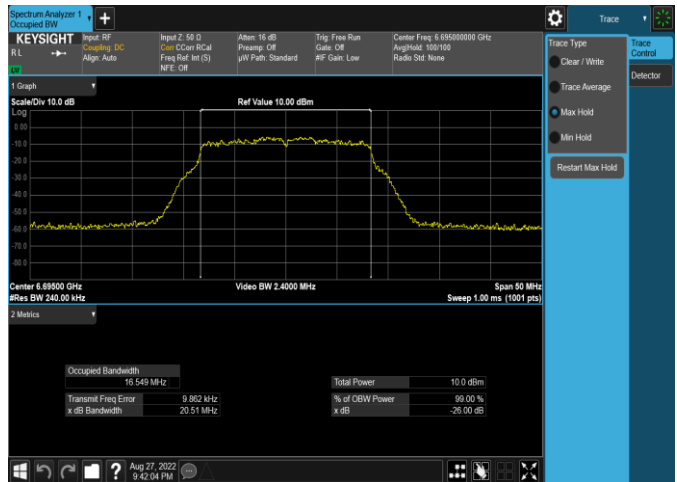 Spectrum Analyzer 1
Occupied BW
Trace
KEYSIGHT
RL
Input: RF
Coupling: DC
Align: Auto
Input Z: 50 Ω
Corr CCorr RCal
Freq Ref: Int (S)
NFE: Off
Atten: 16 dB
Preamp: Off
µW Path: Standard
Trig: Free Run
Gate: Off
#IF Gain: Low
Center Freq: 6.695000000 GHz
Avg|Hold: 100/100
Radio Std: None
Trace Type
Clear / Write
Trace Average
Max Hold
Min Hold
Restart Max Hold
Trace
Control
Detector
1 Graph
Scale/Div 10.0 dB
Ref Value 10.00 dBm
Log
0.00
-10.0
-20.0
-30.0
-40.0
-50.0
-60.0
-70.0
-80.0
Center 6.69500 GHz
#Res BW 240.00 kHz
Video BW 2.4000 MHz
Span 50 MHz
Sweep 1.00 ms (1001 pts)
2 Metrics
Occupied Bandwidth
16.549 MHz
Transmit Freq Error 9.862 kHz
x dB Bandwidth 20.51 MHz
Total Power 10.0 dBm
% of OBW Power 99.00 %
x dB -26.00 dB
Aug 27, 2022
9:42:04 PM